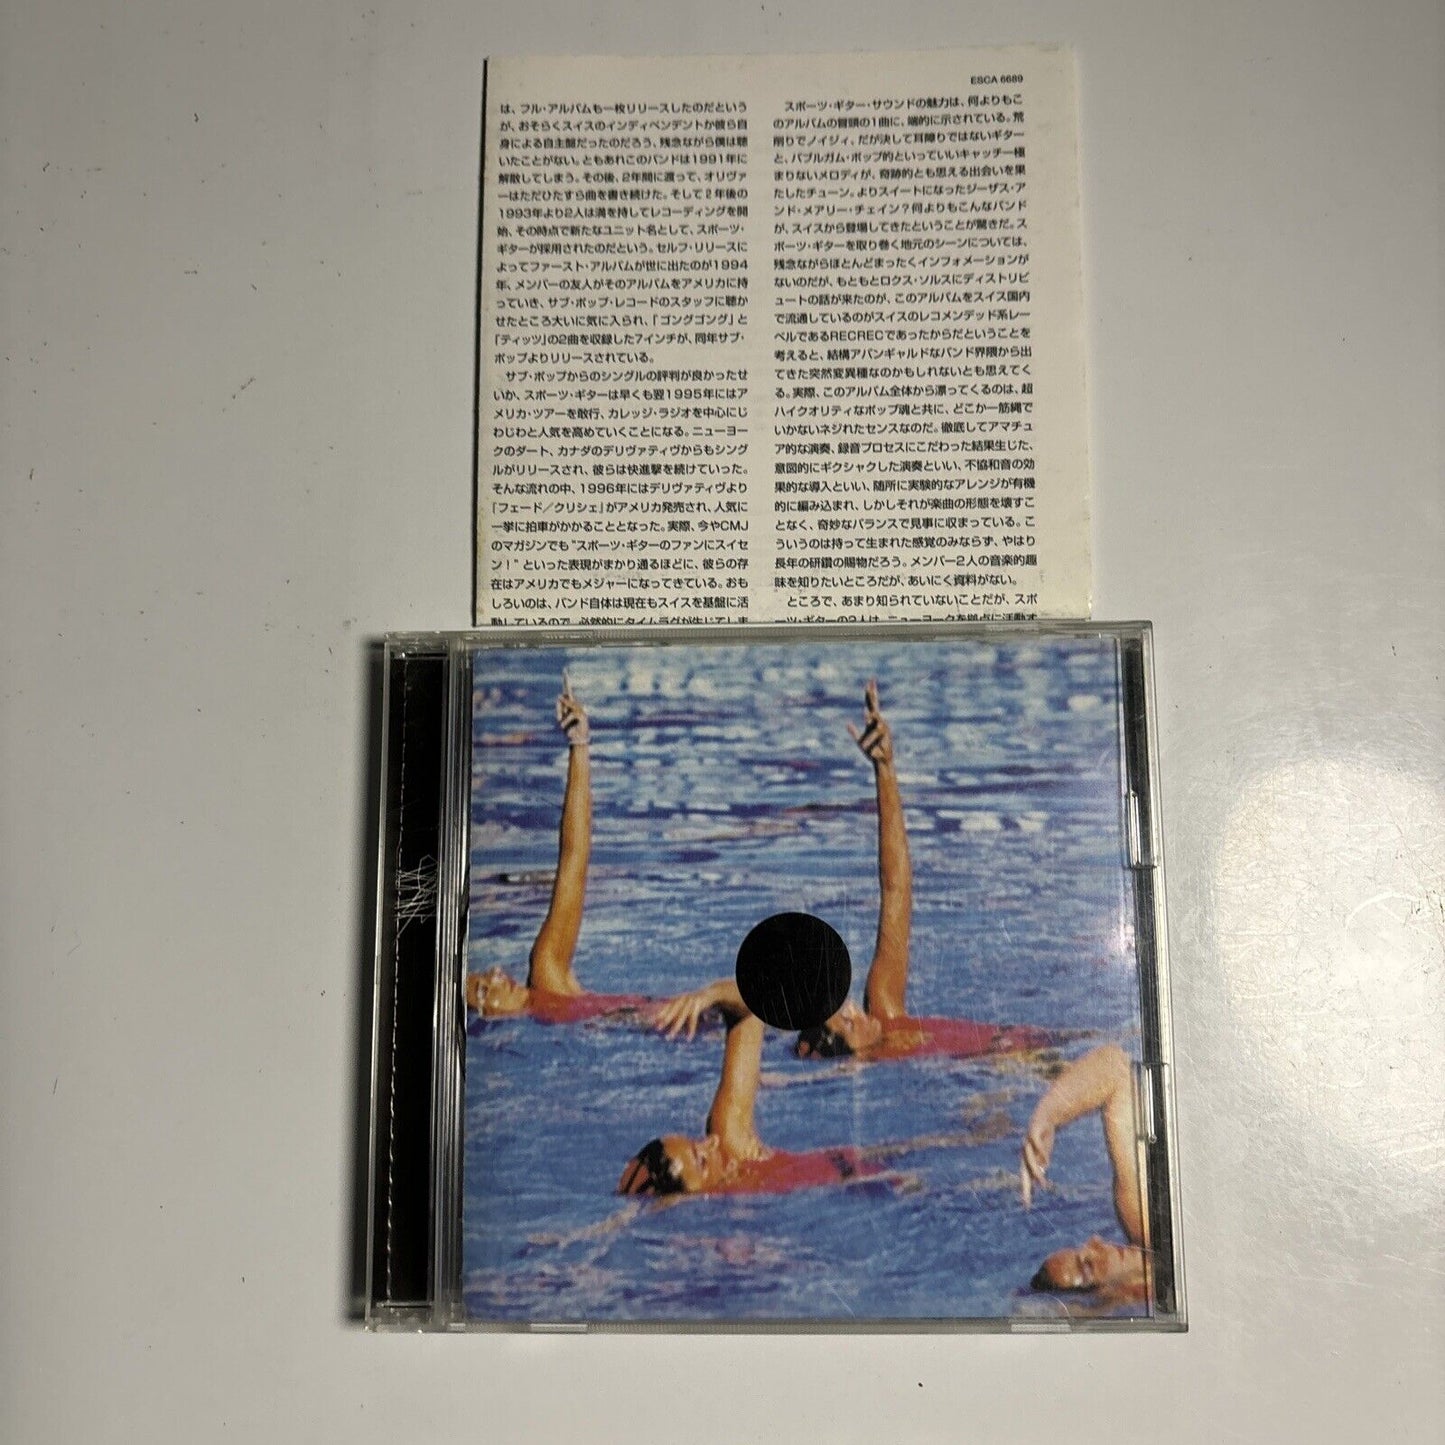 ESCA 6689
は、フル・アルバムも一枚リリースしたのだという
が、おそらくスイスのインディペンデントか彼ら自
身による自主盤だったのだろう、残念ながら僕は聴
いたことがない。ともあれこのバンドは1991年に
解散してしまう。その後、2年間に渡って、オリヴァ
ーはただひたすら曲を書き続けた。そして2年後の
1993年より2人は満を持してレコーディングを開
始、その時点で新たなユニット名として、スポーツ・
ギターが採用されたのだという。セルフ・リリースに
よってファースト・アルバムが世に出たのが1994
年、メンバーの友人がそのアルバムをアメリカに持
っていき、サブ・ポップ・レコードのスタッフに聴か
せたところ大いに気に入られ、「ゴングゴング」と
「ティッツ」の2曲を収録した7インチが、同年サブ・
ポップよりリリースされている。
サブ・ポップからのシングルの評判が良かったせ
いか、スポーツ・ギターは早くも翌1995年にはア
メリカ・ツアーを敢行、カレッジ・ラジオを中心にじ
わじわと人気を高めていくことになる。ニューヨー
クのダート、カナダのデリヴァティヴからもシング
ルがリリースされ、彼らは快進撃を続けていった。
そんな流れの中、1996年にはデリヴァティヴより
「フェード/クリシェ」がアメリカ発売され、人気に
一挙に拍車がかかることとなった。実際、今やCMJ
のマガジンでも“スポーツ・ギターのファンにスイセ
ン！”といった表現がまかり通るほどに、彼らの存
在はアメリカでもメジャーになってきている。おも
しろいのは、バンド自体は現在もスイスを基盤に活
動しているので、必然的にタイムラグが生じてしま
スポーツ・ギター・サウンドの魅力は、何よりもこ
のアルバムの冒頭の1曲に、端的に示されている。荒
削りでノイジィ、だが決して耳障りではないギター
と、バブルガム・ポップ的といっていいキャッチー極
まりないメロディが、奇跡的とも思える出会いを果
たしたチューン。よりスイートになったジーザス・ア
ンド・メアリー・チェイン？何よりもこんなバンド
が、スイスから登場してきたということが驚きだ。ス
ポーツ・ギターを取り巻く地元のシーンについては、
残念ながらほとんどまったくインフォメーションが
ないのだが、もともとロクス・ソルスにディストリビ
ュートの話が来たのが、このアルバムをスイス国内
で流通しているのがスイスのレコメンデッド系レー
ベルであるRECRECであったからだということを
考えると、結構アバンギャルドなバンド界隈から出
てきた突然変異種なのかもしれないとも思えてく
る。実際、このアルバム全体から漂ってくるのは、超
ハイクオリティなポップ魂と共に、どこか一筋縄で
いかないネジれたセンスなのだ。徹底してアマチュ
ア的な演奏、録音プロセスにこだわった結果生じた、
意図的にギクシャクした演奏といい、不協和音の効
果的な導入といい、随所に実験的なアレンジが有機
的に編み込まれ、しかしそれが楽曲の形態を壊すこ
となく、奇妙なバランスで見事に収まっている。こ
ういうのは持って生まれた感覚のみならず、やはり
長年の研鑽の賜物だろう。メンバー2人の音楽的趣
味を知りたいところだが、あいにく資料がない。
ところで、あまり知られていないことだが、スポ
ーツ・ギターの2人は、ニューヨークを拠点に活動す